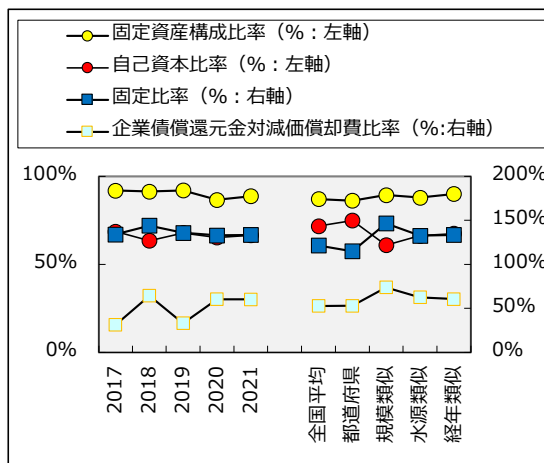 固定資産構成比率（%：左軸）
自己資本比率（%：左軸）
固定比率（%：右軸）
企業債償還元金対減価償却費比率（%:右軸）
100%
50%
0%
200%
150%
100%
50%
0%
2017
2018
2019
2020
2021
全国平均
都道府県
規模類似
水源類似
経年類似